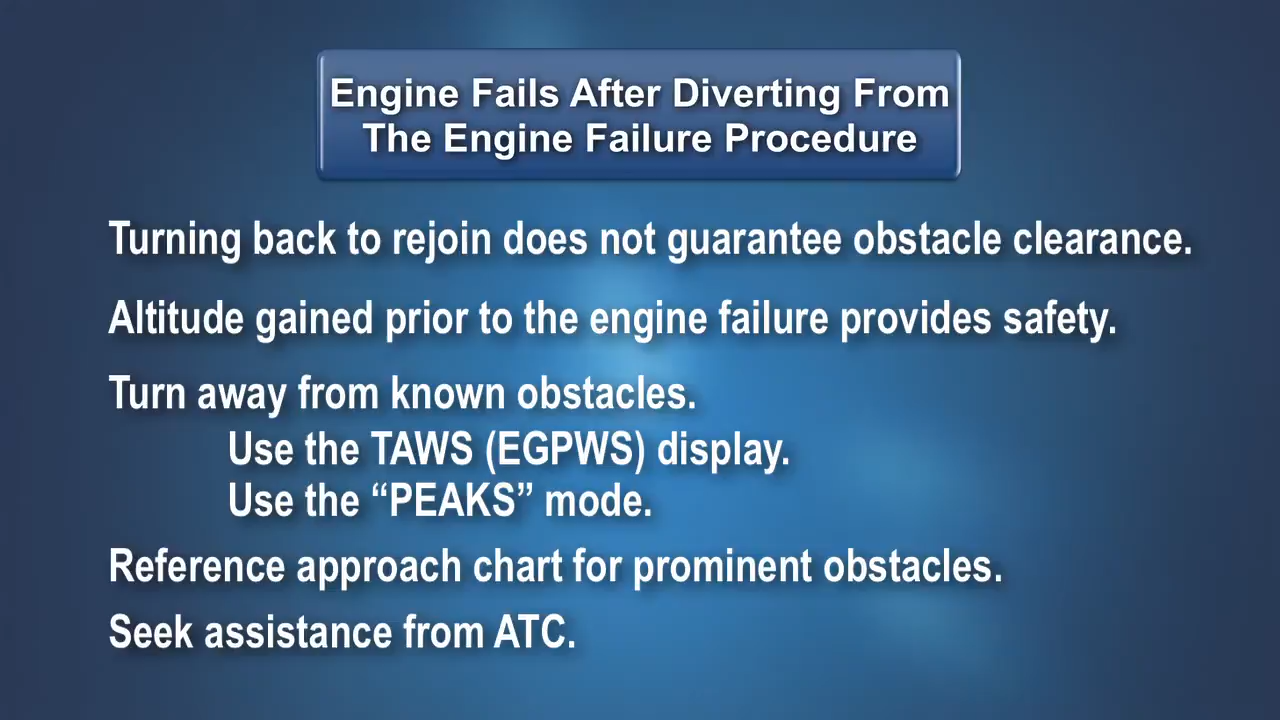 Engine Fails After Diverting From
The Engine Failure Procedure
Turning back to rejoin does not guarantee obstacle clearance.
Altitude gained prior to the engine failure provides safety.
Turn away from known obstacles.
Use the TAWS (EGPWS) display.
Use the “PEAKS” mode.
Reference approach chart for prominent obstacles.
Seek assistance from ATC.